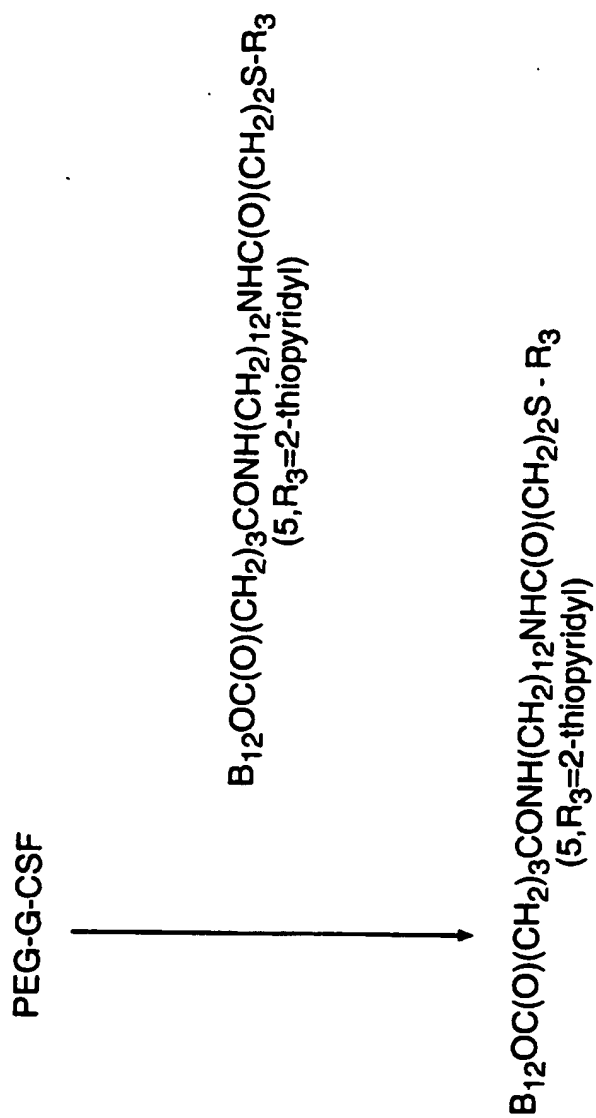 PEG-G-CSF
B₁₂OC(O)(CH₂)₃CONH(CH₂)₁₂NHC(O)(CH₂)₂S-R₃
(5,R₃=2-thiopyridyl)
B₁₂OC(O)(CH₂)₃CONH(CH₂)₁₂NHC(O)(CH₂)₂S - R₃
(5,R₃=2-thiopyridyl)